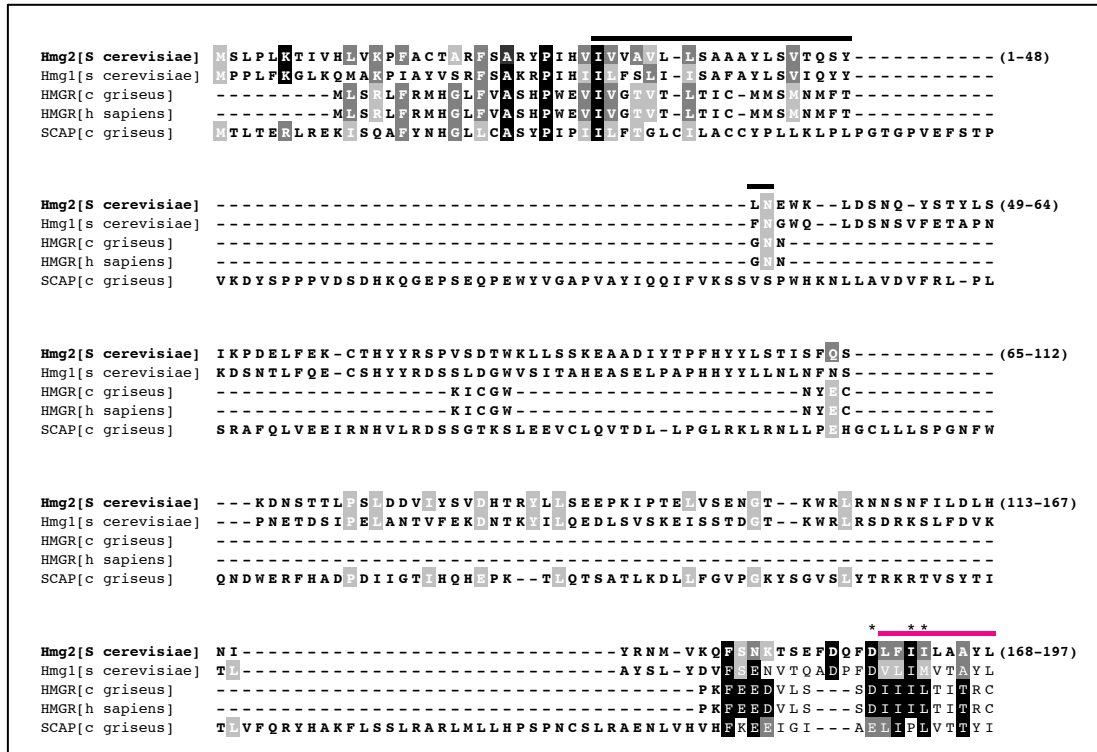 Hmg2[S cerevisiae] MSLPLKTIVHLVKPFACTARFSARYPIHVIVVAVL-LSAAAYLSVTQSY----------- (1-48)
Hmg1[s cerevisiae] MPPLFKGLKQMAKPIAYVSRFSAKRPIHIILFSLI-ISAFAYLSVIQYY-----------
HMGR[c griseus] ---------MLSRLFRMHGLFVASHPWEVIVGTVT-LTIC-MMSMNMFT-----------
HMGR[h sapiens] ---------MLSRLFRMHGLFVASHPWEVIVGTVT-LTIC-MMSMNMFT-----------
SCAP[c griseus] MTLTERLREKISQAFYNHGLLCASYPIPIILFTGLCILACCYPLLKLPLPGTGPVEFSTP
Hmg2[S cerevisiae] -----------------------------------------LNEWK--LDSNQ-YSTYLS (49-64)
Hmg1[s cerevisiae] -----------------------------------------FNGWQ--LDSNSVFETAPN
HMGR[c griseus] -----------------------------------------GNN----------------
HMGR[h sapiens] -----------------------------------------GNN----------------
SCAP[c griseus] VKDYSPPPVDSDHKQGEPSEQPEWYVGAPVAYIQQIFVKSSVSPWHKNLLAVDVFRL-PL
Hmg2[S cerevisiae] IKPDELFEK-CTHYYRSPVSDTWKLLSSKEAADIYTPFHYYLSTISFQS----------- (65-112)
Hmg1[s cerevisiae] KDSNTLFQE-CSHYYRDSSLDGWVSITAHEASELPAPHHYYLLNLNFNS-----------
HMGR[c griseus] ------------------KICGW----------------------NYEC-----------
HMGR[h sapiens] ------------------KICGW----------------------NYEC-----------
SCAP[c griseus] SRAFQLVEEIRNHVLRDSSGTKSLEEVCLQVTDL-LPGLRKLRNLLPEHGCLLLSPGNFW
Hmg2[S cerevisiae] ---KDNSTTLPSLDDVIYSVDHTRYLLSEEPKIPTELVSENGT--KWRLRNNSNFILDLH (113-167)
Hmg1[s cerevisiae] ---PNETDSIPELANTVFEKDNTKYILQEDLSVSKEISSTDGT--KWRLRSDRKSLFDVK
HMGR[c griseus] ------------------------------------------------------------
HMGR[h sapiens] ------------------------------------------------------------
SCAP[c griseus] QNDWERFHADPDIIGTIHQHEPK--TLQTSATLKDLLFGVPGKYSGVSLYTRKRTVSYTI
* **
Hmg2[S cerevisiae] NI-----------------------------YRNM-VKQFSNKTSEFDQFDLFIILAAYL (168-197)
Hmg1[s cerevisiae] TL-----------------------------AYSL-YDVFSENVTQADPFDVLIMVTAYL
HMGR[c griseus] -------------------------------------PKFEEDVLS---SDIIILTITRC
HMGR[h sapiens] -------------------------------------PKFEEDVLS---SDIIILTITRC
SCAP[c griseus] TLVFQRYHAKFLSSLRARLMLLHPSPNCSLRAENLVHVHFKEEIGI---AELIPLVTTYI